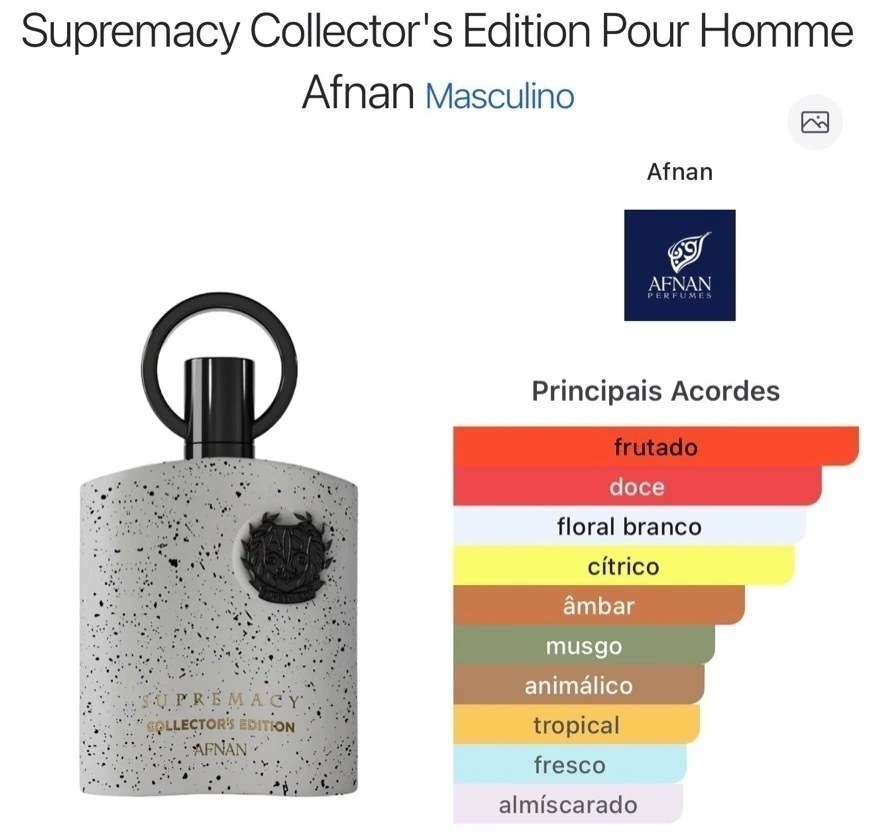 Supremacy Collector's Edition Pour Homme
Afnan Masculino
Afnan
AFNAN
PERFUMES
SUPREMACY
COLLECTOR'S EDITION
AFNAN
Principais Acordes
frutado
doce
floral branco
cítrico
âmbar
musgo
animálico
tropical
fresco
almíscarado